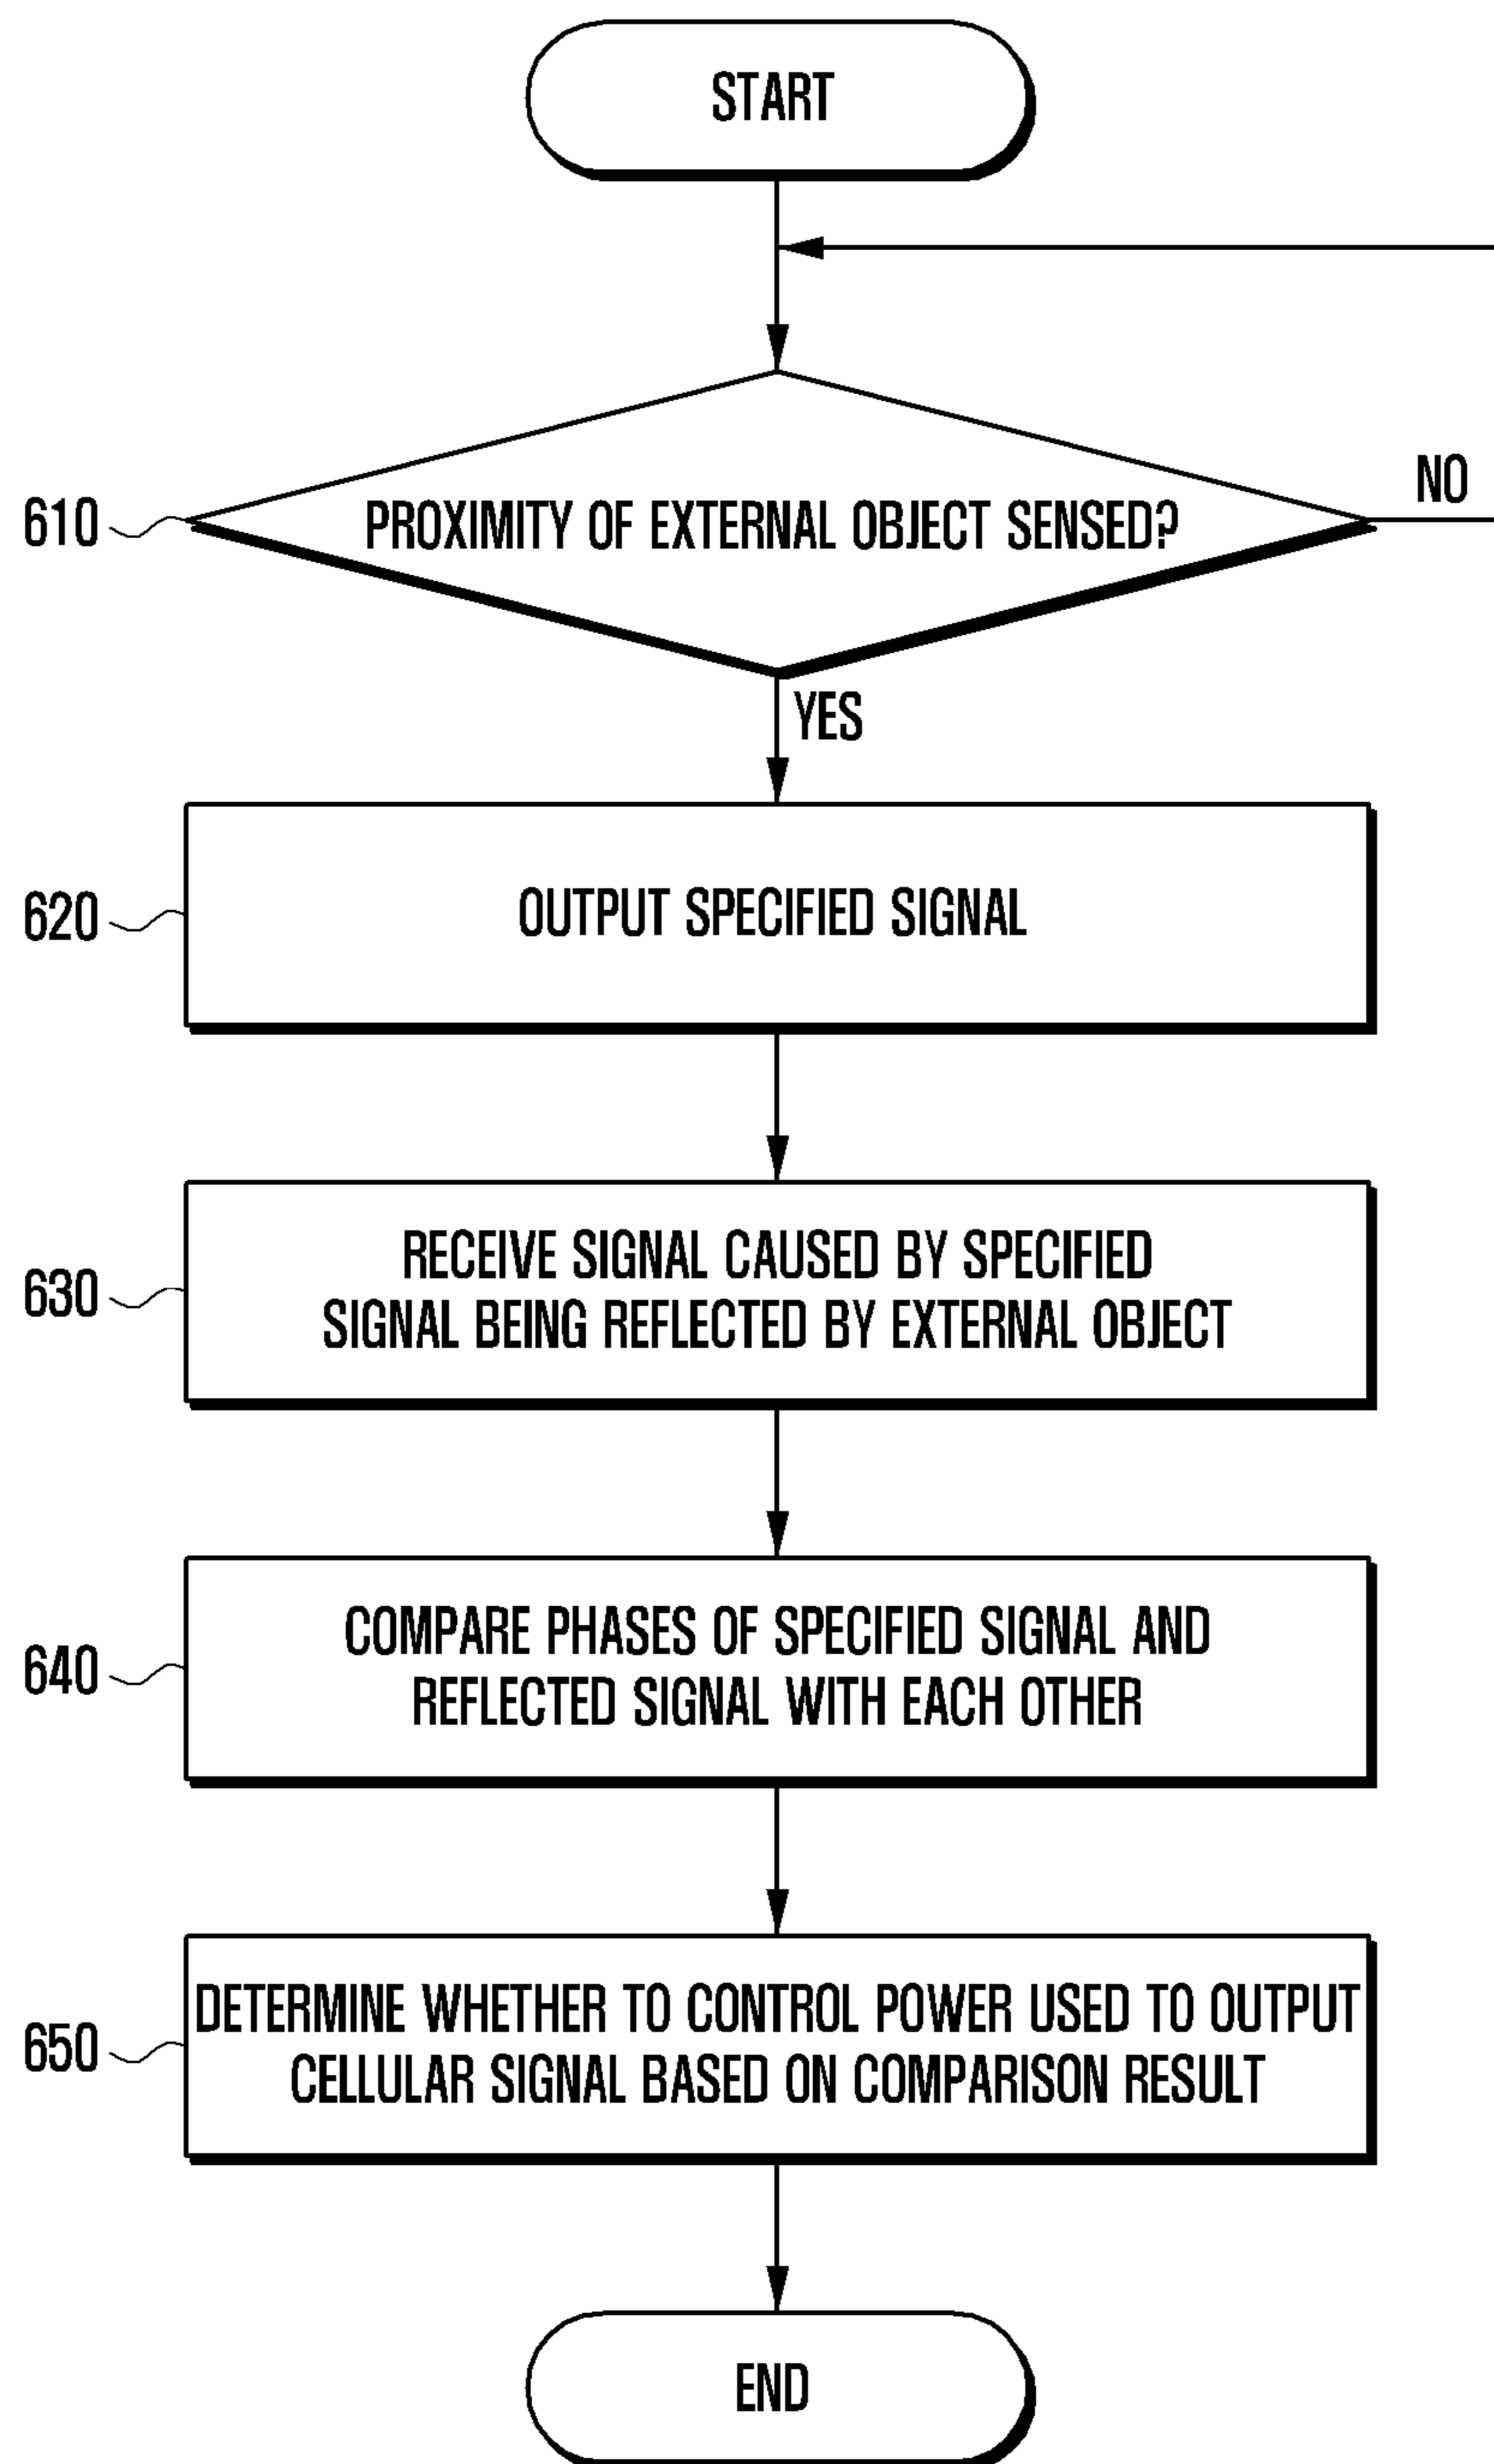 START
610
PROXIMITY OF EXTERNAL OBJECT SENSED?
NO
YES
620
OUTPUT SPECIFIED SIGNAL
630
RECEIVE SIGNAL CAUSED BY SPECIFIED
SIGNAL BEING REFLECTED BY EXTERNAL OBJECT
640
COMPARE PHASES OF SPECIFIED SIGNAL AND
REFLECTED SIGNAL WITH EACH OTHER
650
DETERMINE WHETHER TO CONTROL POWER USED TO OUTPUT
CELLULAR SIGNAL BASED ON COMPARISON RESULT
END